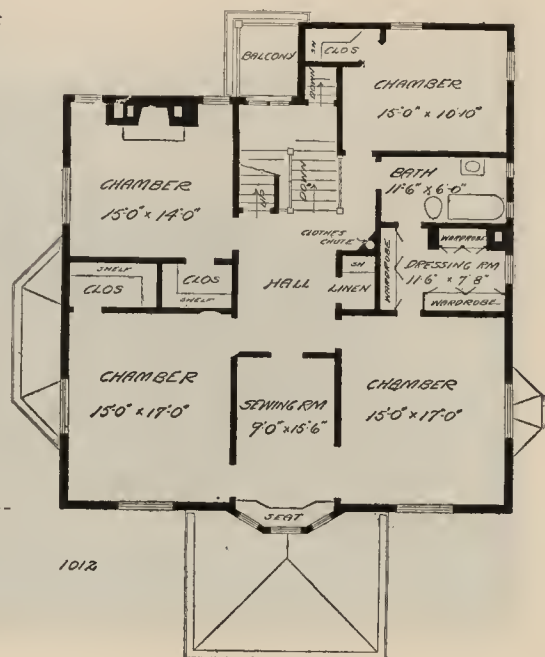 BALCONY
SH
CLOS
DOWN
CHAMBER
15'-0" x 10'-10"
CHAMBER
15'-0" x 14'-0"
UP
DOWN
BATH
11'-6" x 6'-0"
CLOTHES
CHUTE
WARDROBE
SHELF
CLOS
CLOS
SHELF
HALL
SH
LINEN
WARDROBE
DRESSING RM
11'-6" x 7'-8"
WARDROBE
CHAMBER
15'-0" x 17'-0"
SEWING RM
9'-0" x 15'-6"
CHAMBER
15'-0" x 17'-0"
SEAT
1012